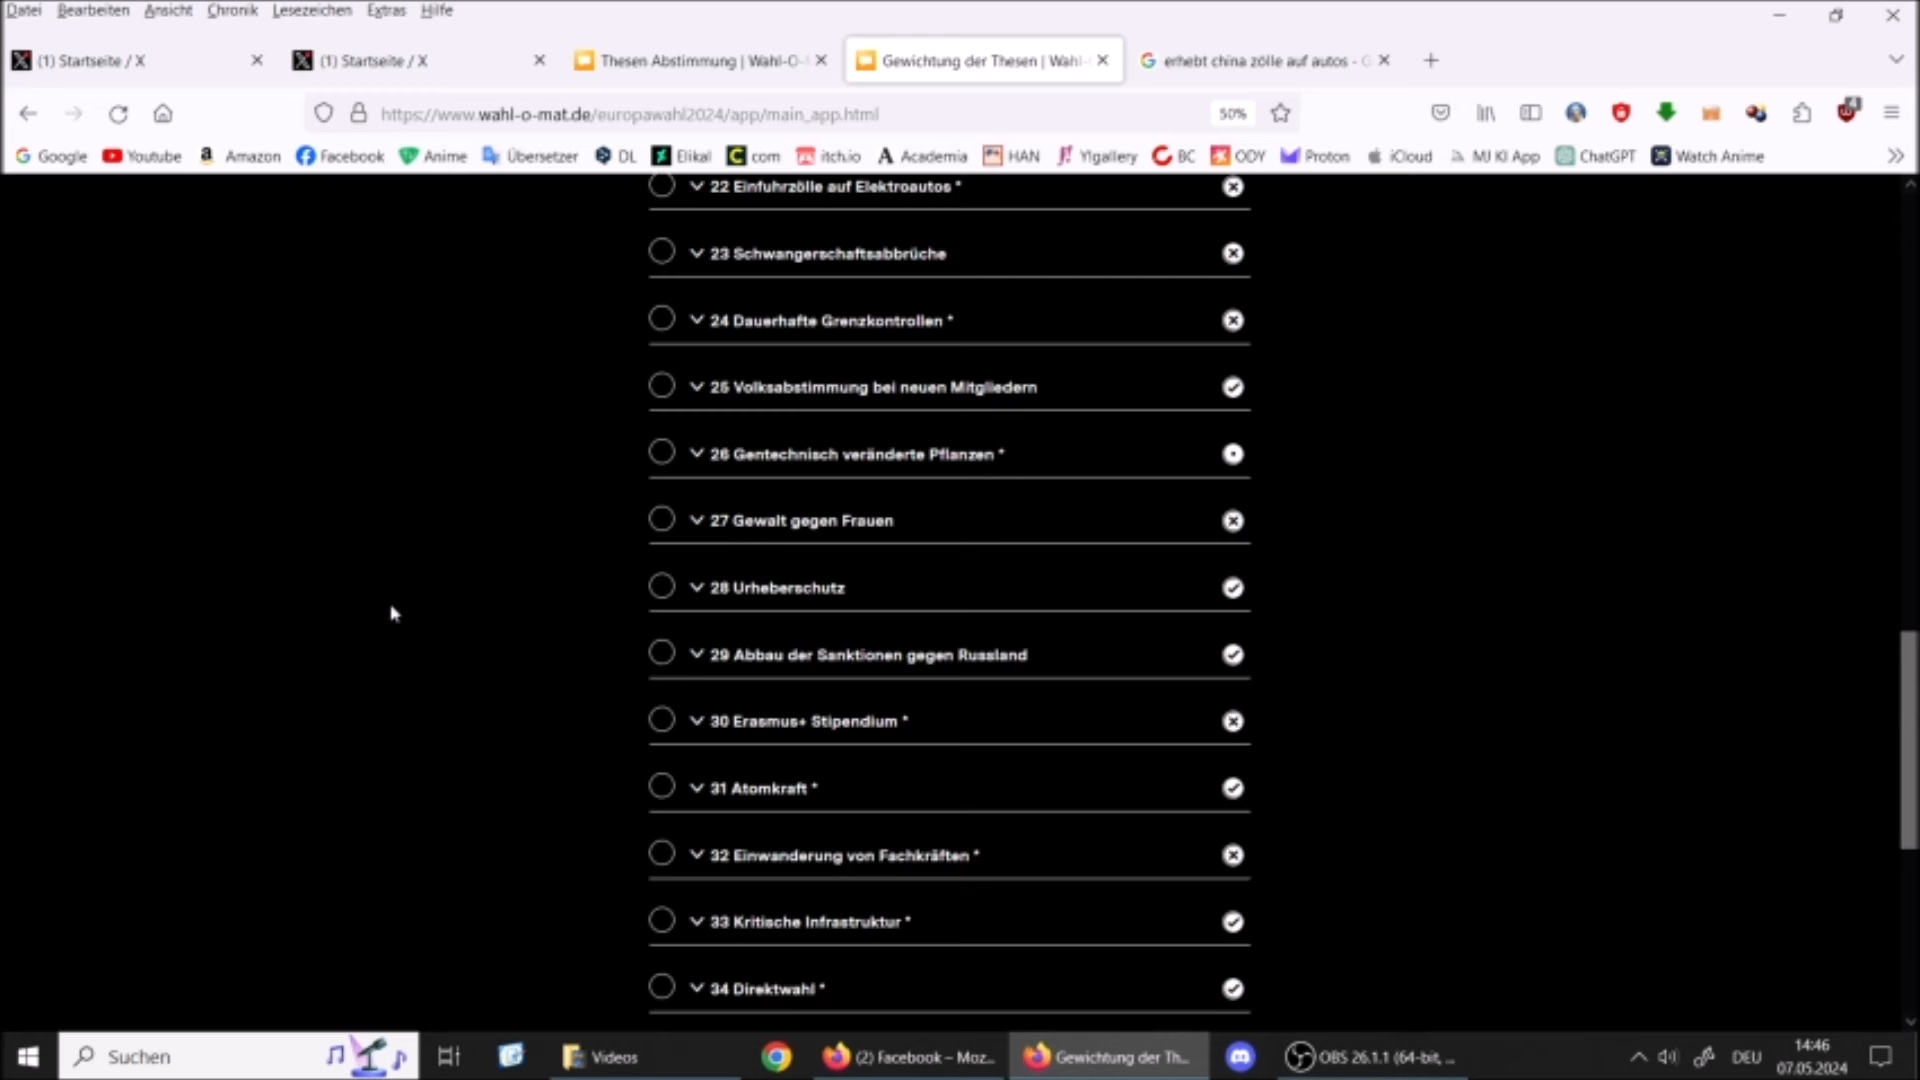 Datei Bearbeiten Ansicht Chronik Lesezeichen Extras Hilfe
(1) Startseite / X
(1) Startseite / X
Thesen Abstimmung | Wahl-O-
Gewichtung der Thesen | Wahl-
erhebt china zölle auf autos - G
https://www.wahl-o-mat.de/europawahl2024/app/main_app.html
50%
Google Youtube Amazon Facebook Anime Übersetzer DL Elikal com itch.io Academia HAN Y!gallery BC ODY Proton iCloud MJ KI App ChatGPT Watch Anime
22 Einfuhrzölle auf Elektroautos *
23 Schwangerschaftsabbrüche
24 Dauerhafte Grenzkontrollen *
25 Volksabstimmung bei neuen Mitgliedern
26 Gentechnisch veränderte Pflanzen *
27 Gewalt gegen Frauen
28 Urheberschutz
29 Abbau der Sanktionen gegen Russland
30 Erasmus+ Stipendium *
31 Atomkraft *
32 Einwanderung von Fachkräften *
33 Kritische Infrastruktur *
34 Direktwahl *
Suchen
Videos
(2) Facebook – Moz...
Gewichtung der Th...
OBS 26.1.1 (64-bit, ...
DEU
14:46
07.05.2024